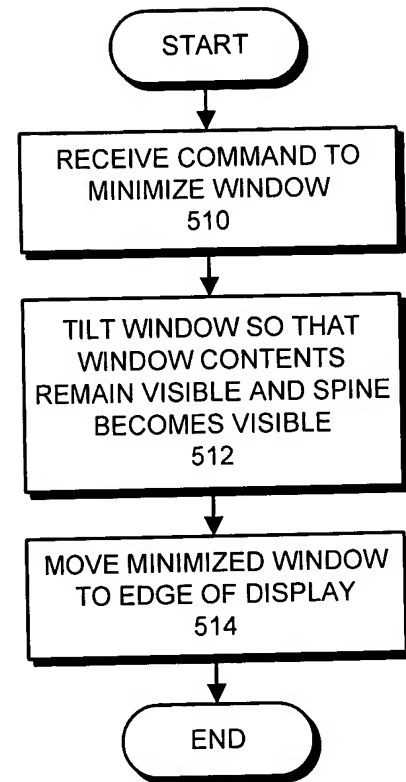 START
RECEIVE COMMAND TO
MINIMIZE WINDOW
510
TILT WINDOW SO THAT
WINDOW CONTENTS
REMAIN VISIBLE AND SPINE
BECOMES VISIBLE
512
MOVE MINIMIZED WINDOW
TO EDGE OF DISPLAY
514
END